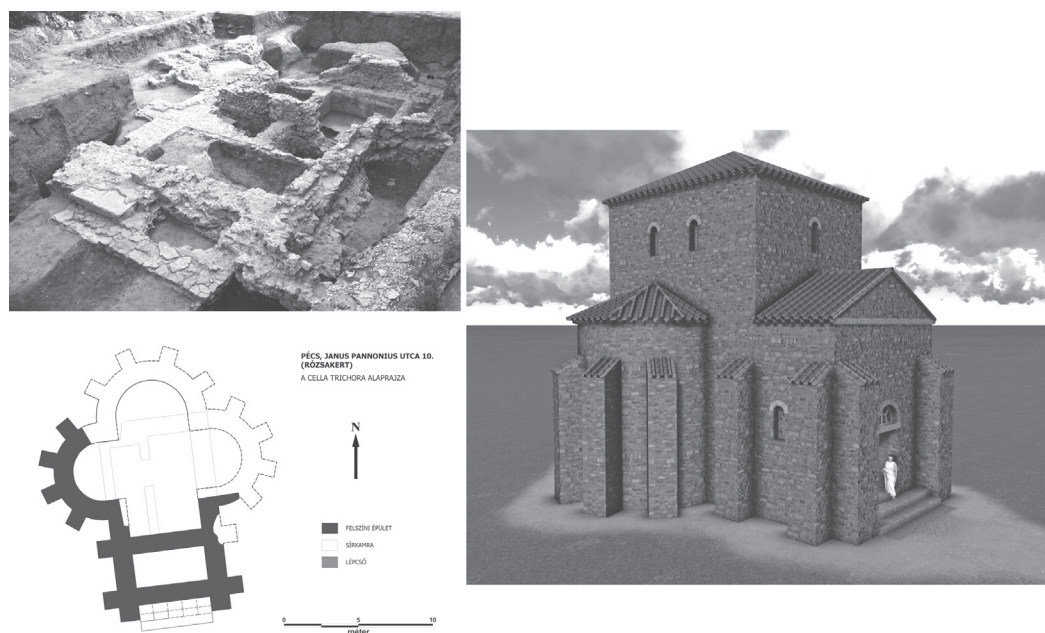 PÉCS, JANUS PANNONIUS UTCA 10.
(RÓZSAKERT)
A CELLA TRICHORA ALAPRAJZA
N
FELSZÍNI ÉPÜLET
SÍRKAMRA
LÉPCSŐ
0 5 10
méter